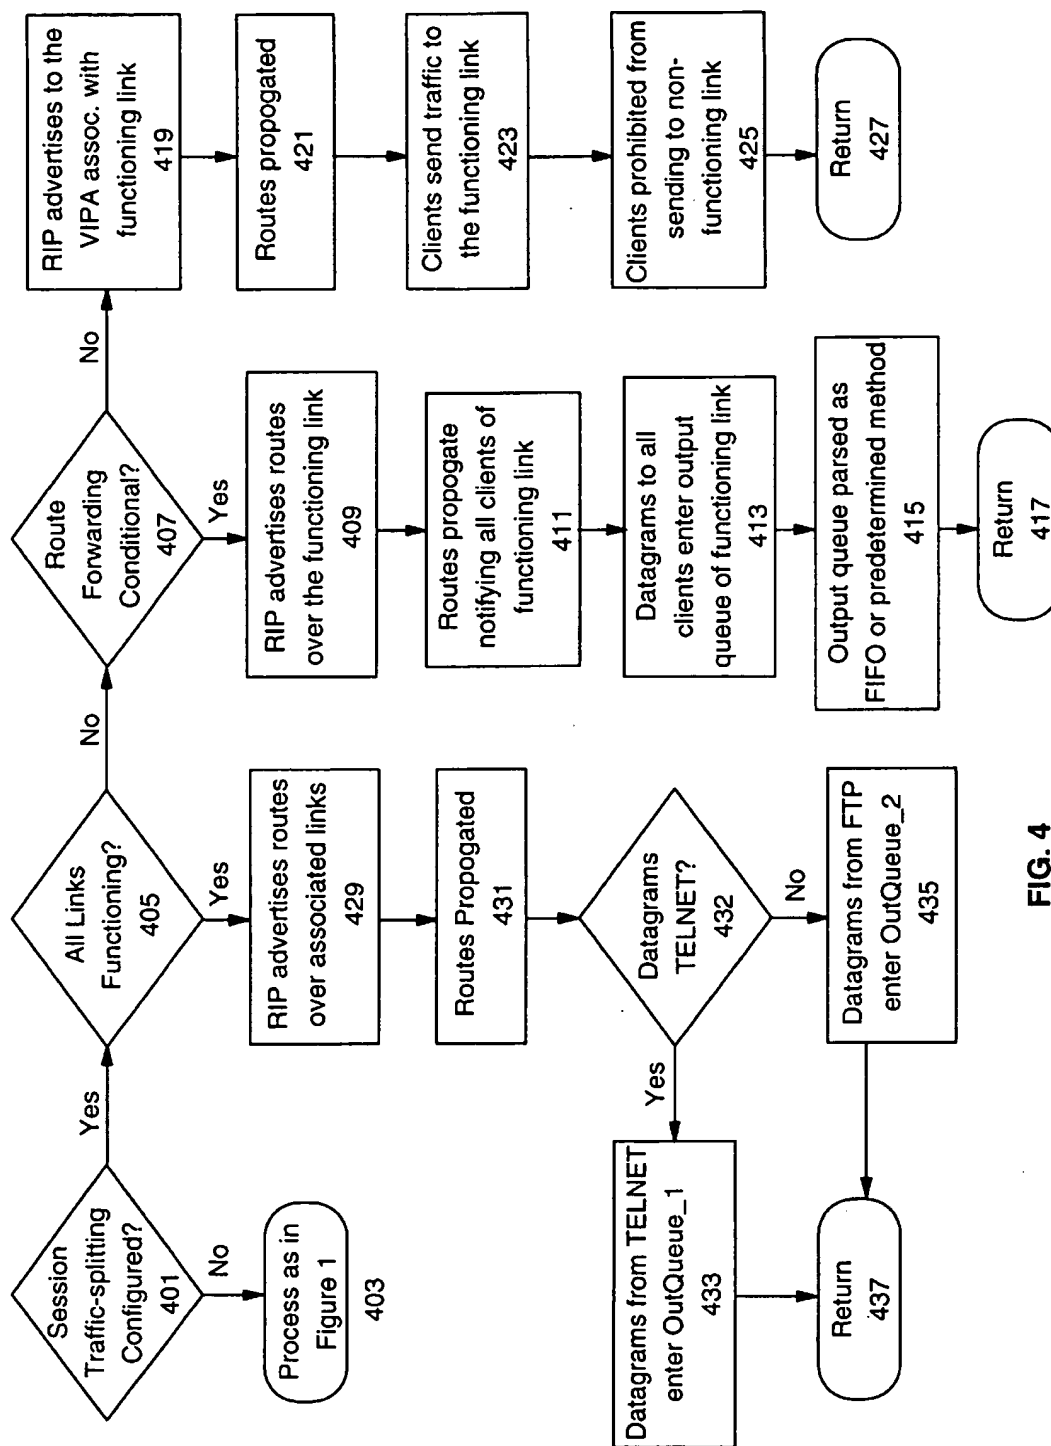 Session
Traffic-splitting
Configured?
401
Yes
No
Process as in
Figure 1
403
All Links
Functioning?
405
No
Yes
RIP advertises routes
over associated links
429
Routes Propogated
431
Datagrams
TELNET?
432
Yes
No
Datagrams from TELNET
enter OutQueue_1
433
Datagrams from FTP
enter OutQueue_2
435
Return
437
Route
Forwarding
Conditional?
407
No
Yes
RIP advertises routes
over the functioning link
409
Routes propogate
notifying all clients of
functioning link
411
Datagrams to all
clients enter output
queue of functioning link
413
Output queue parsed as
FIFO or predetermined method
415
Return
417
RIP advertises to the
VIPA assoc. with
functioning link
419
Routes propogated
421
Clients send traffic to
the functioning link
423
Clients prohibited from
sending to non-
functioning link
425
Return
427
FIG. 4